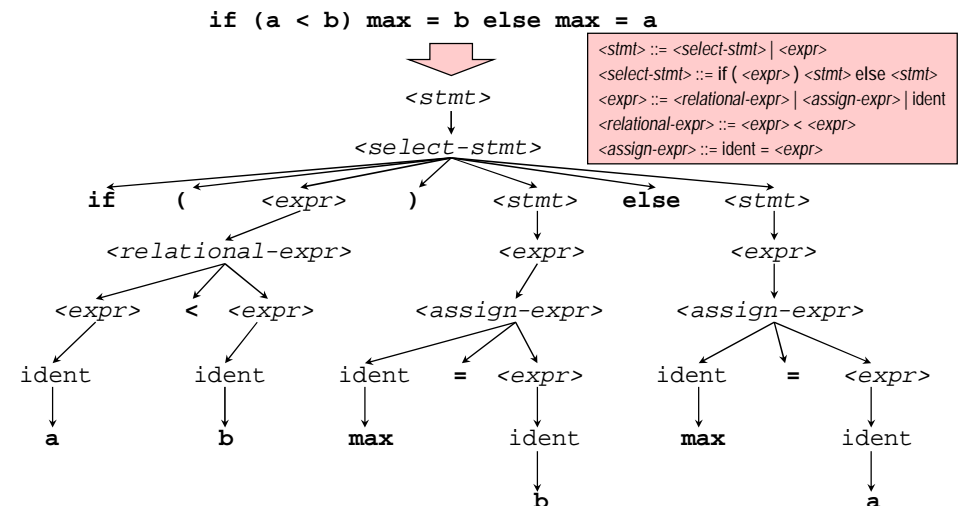 if (a < b) max = b else max = a
<stmt> ::= <select-stmt> | <expr>
<select-stmt> ::= if ( <expr> ) <stmt> else <stmt>
<expr> ::= <relational-expr> | <assign-expr> | ident
<relational-expr> ::= <expr> < <expr>
<assign-expr> ::= ident = <expr>
<stmt>
<select-stmt>
if ( <expr> ) <stmt> else <stmt>
<relational-expr> <expr> <expr>
<expr> < <expr> <assign-expr> <assign-expr>
ident ident ident = <expr> ident = <expr>
a b max ident max ident
b a